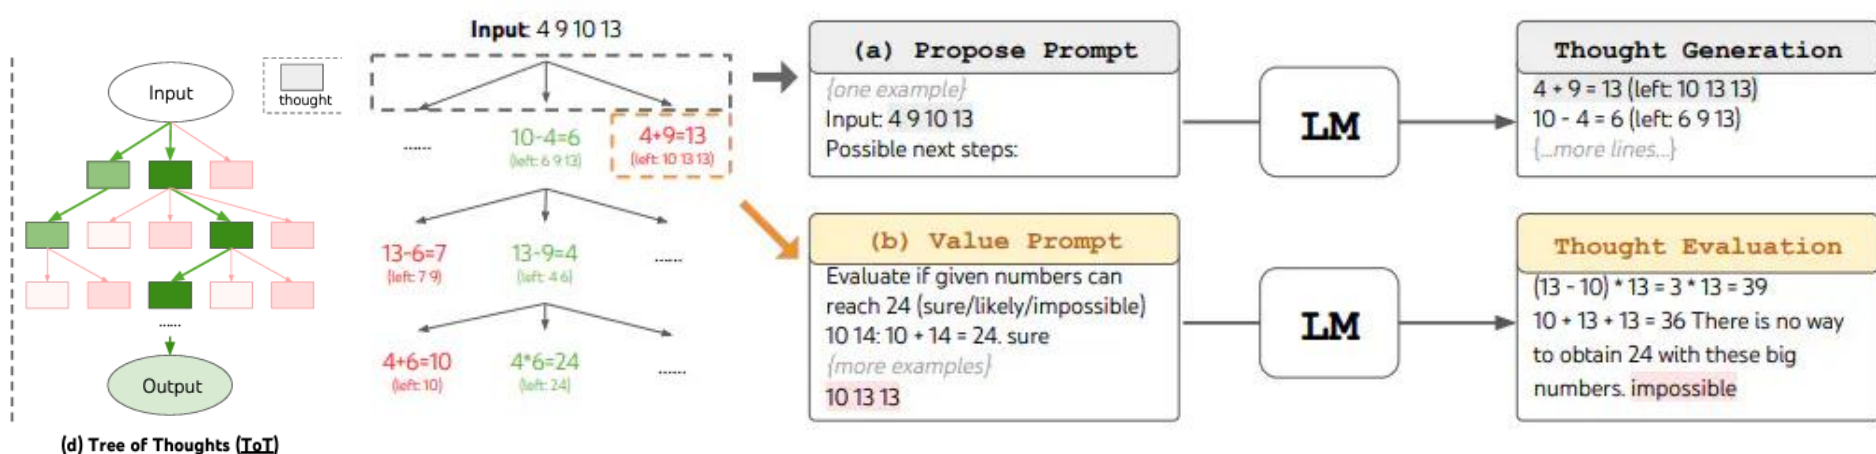 Input
thought
......
Output
(d) Tree of Thoughts (ToT)
Input: 4 9 10 13
......
10-4=6
(left: 6 9 13)
4+9=13
(left: 10 13 13)
13-6=7
(left: 7 9)
13-9=4
(left: 4 6)
......
4+6=10
(left: 10)
4*6=24
(left: 24)
......
(a) Propose Prompt
{one example}
Input: 4 9 10 13
Possible next steps:
LM
Thought Generation
4 + 9 = 13 (left: 10 13 13)
10 - 4 = 6 (left: 6 9 13)
{...more lines...}
(b) Value Prompt
Evaluate if given numbers can
reach 24 (sure/likely/impossible)
10 14: 10 + 14 = 24. sure
{more examples}
10 13 13
LM
Thought Evaluation
(13 - 10) * 13 = 3 * 13 = 39
10 + 13 + 13 = 36 There is no way
to obtain 24 with these big
numbers. impossible